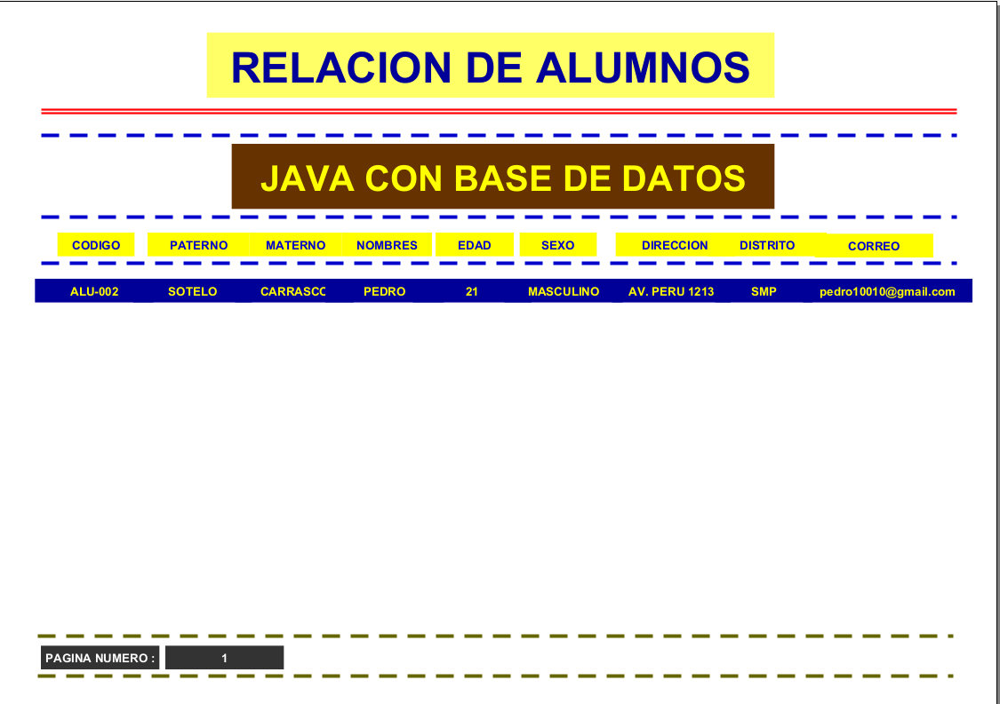 RELACION DE ALUMNOS
JAVA CON BASE DE DATOS
CODIGO PATERNO MATERNO NOMBRES EDAD SEXO DIRECCION DISTRITO CORREO
ALU-002 SOTELO CARRASCO PEDRO 21 MASCULINO AV. PERU 1213 SMP pedro10010@gmail.com
PAGINA NUMERO : 1